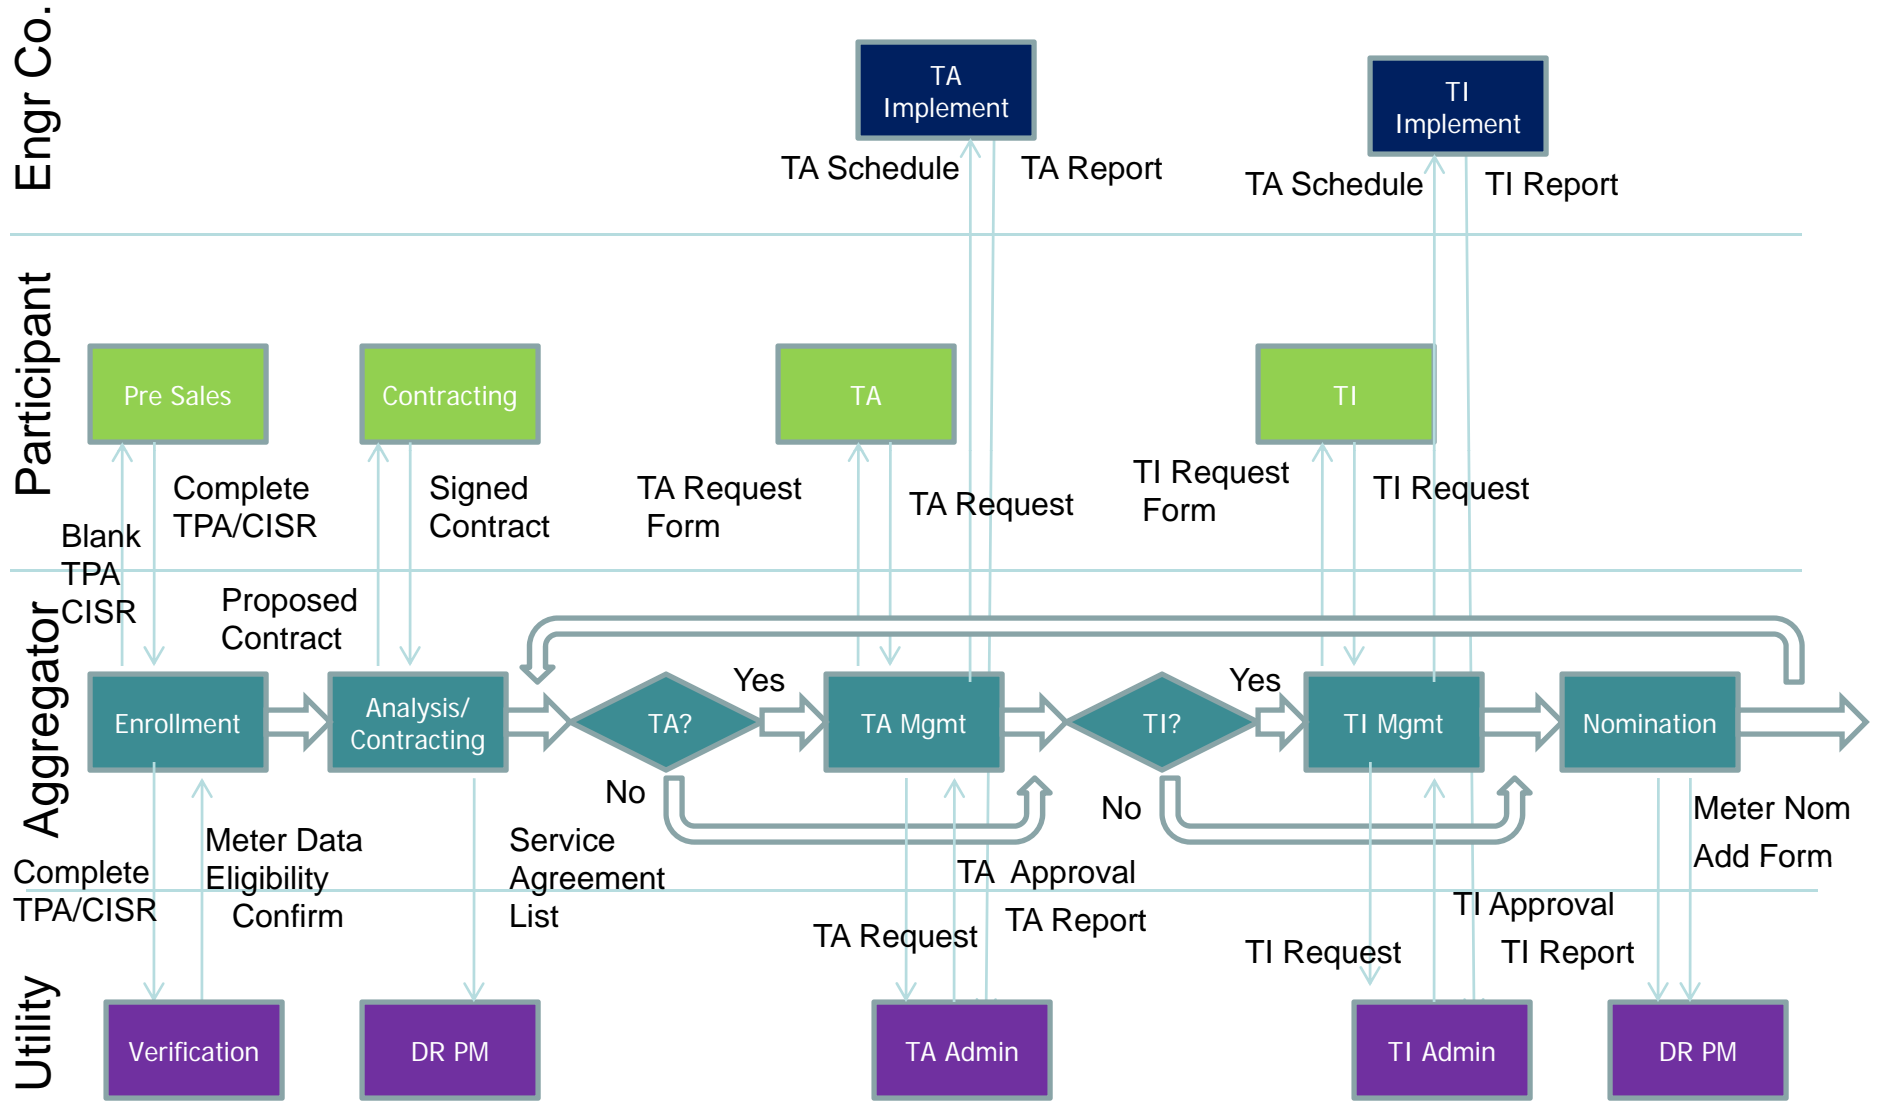 Engr Co.
TA
Implement
TI
Implement
TA Schedule
TA Report
TA Schedule
TI Report
Participant
Pre Sales
Contracting
TA
TI
Complete
TPA/CISR
Signed
Contract
TA Request
Form
TA Request
TI Request
Form
TI Request
Blank
TPA
CISR
Proposed
Contract
Aggregator
Enrollment
Analysis/
Contracting
TA?
Yes
TA Mgmt
TI?
Yes
TI Mgmt
Nomination
No
No
Meter Nom
Add Form
Complete
TPA/CISR
Meter Data
Eligibility
Confirm
Service
Agreement
List
TA Approval
TA Report
TA Request
TI Approval
TI Report
TI Request
Utility
Verification
DR PM
TA Admin
TI Admin
DR PM